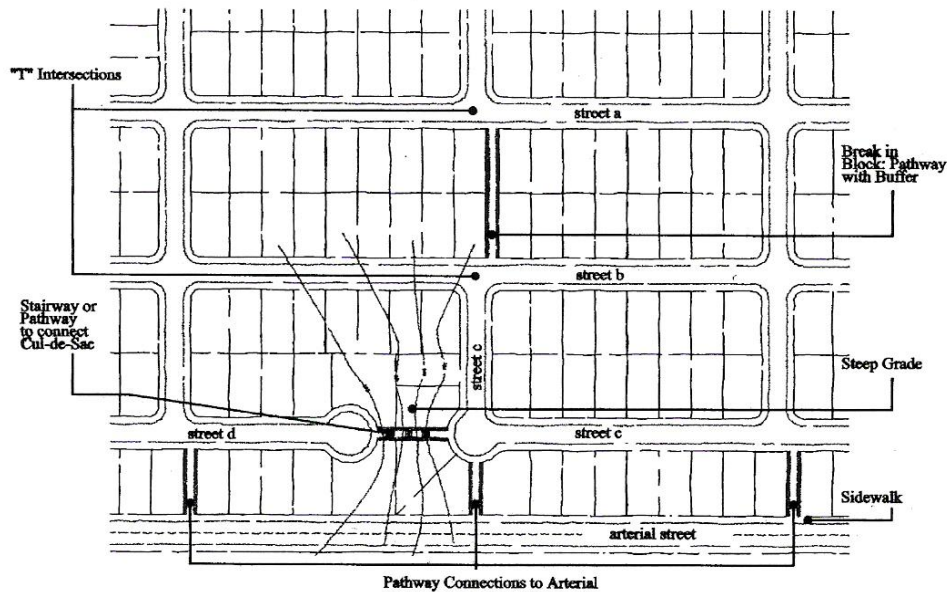 "T" Intersections
street a
Break in
Block: Pathway
with Buffer
street b
Stairway or
Pathway
to connect
Cul-de-Sac
street c
Steep Grade
street d
street c
Sidewalk
arterial street
Pathway Connections to Arterial